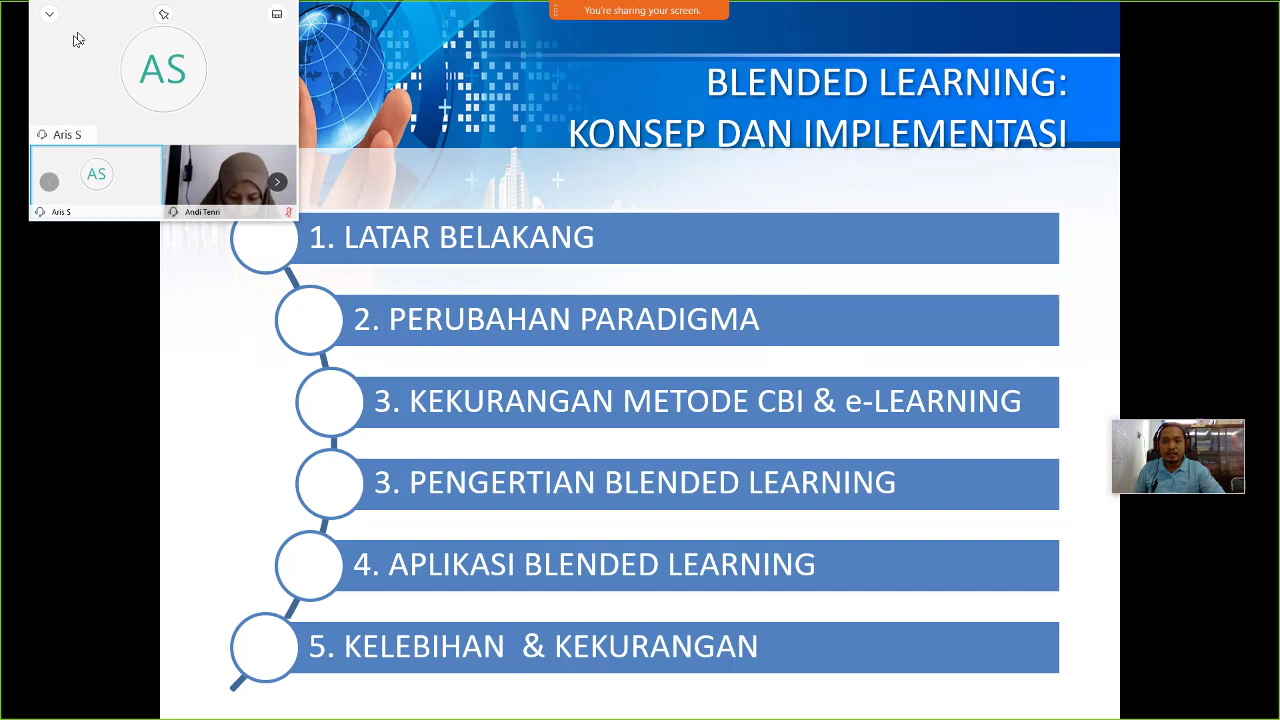 You're sharing your screen.
AS
Aris S
AS
Aris S
Andi Tenri
BLENDED LEARNING:
KONSEP DAN IMPLEMENTASI
1. LATAR BELAKANG
2. PERUBAHAN PARADIGMA
3. KEKURANGAN METODE CBI & e-LEARNING
3. PENGERTIAN BLENDED LEARNING
4. APLIKASI BLENDED LEARNING
5. KELEBIHAN & KEKURANGAN